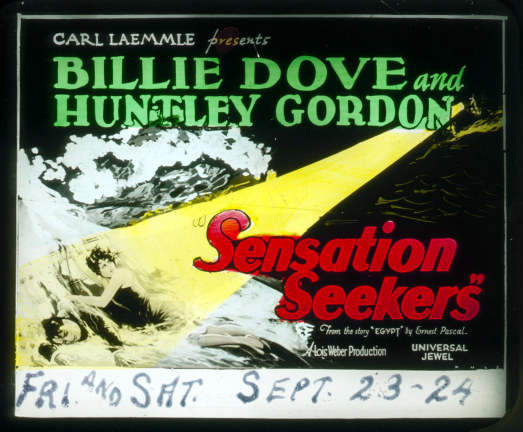 CARL LAEMMLE presents
BILLIE DOVE and
HUNTLEY GORDON
Sensation
Seekers"
From the story "EGYPT" by Ernest Pascal.
A Lois Weber Production
UNIVERSAL
JEWEL
FRI. AND SAT. SEPT. 23-24